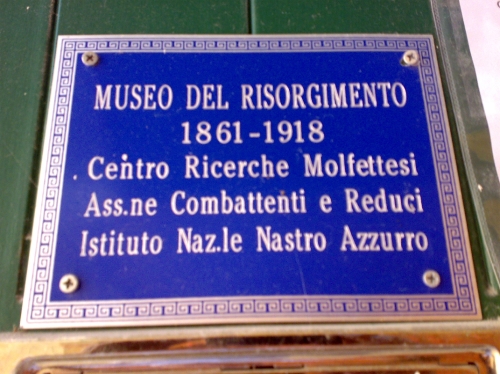 MUSEO DEL RISORGIMENTO
1861-1918
Centro Ricerche Molfettesi
Ass.ne Combattenti e Reduci
Istituto Naz.le Nastro Azzurro